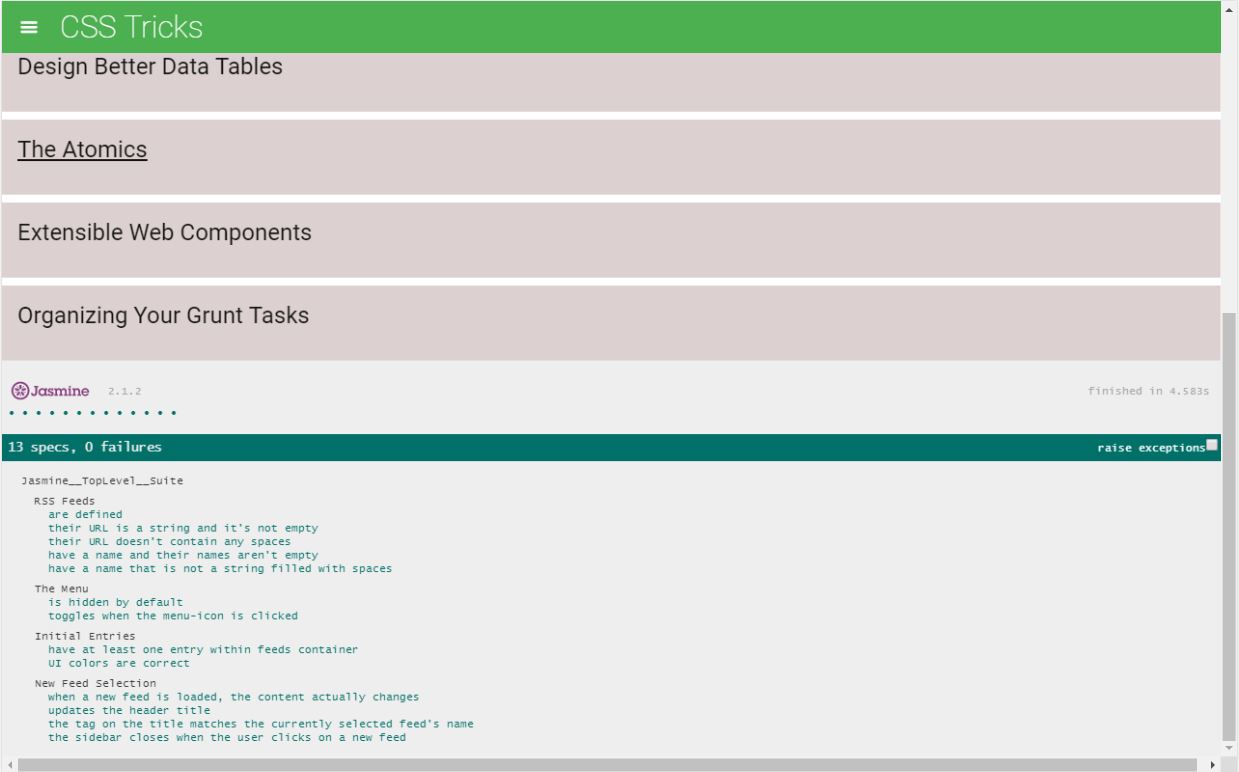 CSS Tricks
Design Better Data Tables
The Atomics
Extensible Web Components
Organizing Your Grunt Tasks
Jasmine 2.1.2 finished in 4.583s
13 specs, 0 failures raise exceptions
Jasmine__TopLevel__Suite
RSS Feeds
are defined
their URL is a string and it's not empty
their URL doesn't contain any spaces
have a name and their names aren't empty
have a name that is not a string filled with spaces
The Menu
is hidden by default
toggles when the menu-icon is clicked
Initial Entries
have at least one entry within feeds container
UI colors are correct
New Feed Selection
when a new feed is loaded, the content actually changes
updates the header title
the tag on the title matches the currently selected feed's name
the sidebar closes when the user clicks on a new feed